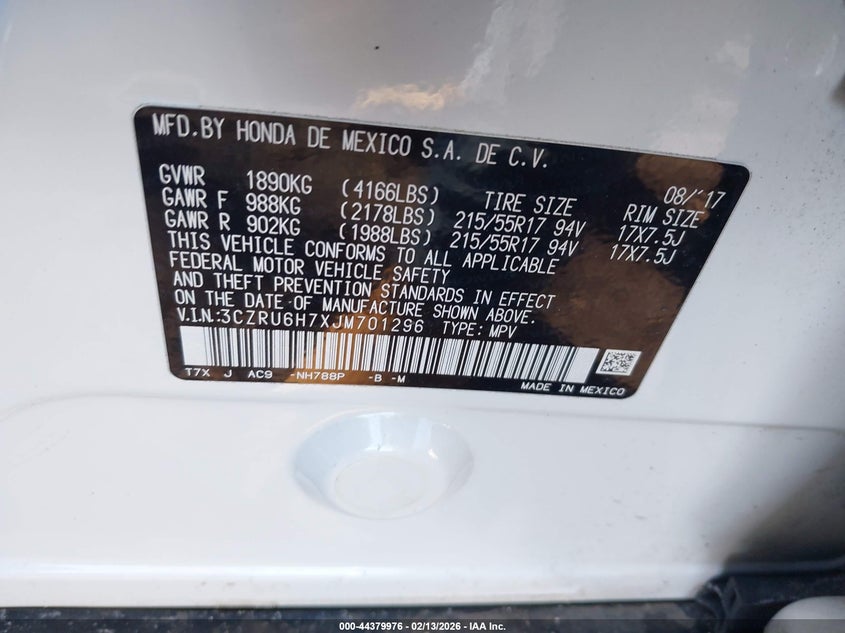 MFD.BY HONDA DE MEXICO S.A. DE C.V.
08/'17
GVWR 1890KG (4166LBS) TIRE SIZE RIM SIZE
GAWR F 988KG (2178LBS) 215/55R17 94V 17X7.5J
GAWR R 902KG (1988LBS) 215/55R17 94V 17X7.5J
THIS VEHICLE CONFORMS TO ALL APPLICABLE
FEDERAL MOTOR VEHICLE SAFETY
AND THEFT PREVENTION STANDARDS IN EFFECT
ON THE DATE OF MANUFACTURE SHOWN ABOVE.
V.I.N:3CZRU6H7XJM701296 TYPE: MPV
T7X J AC9 -NH788P -B -M
MADE IN MEXICO
000-44379976 - 02/13/2026 - IAA Inc.